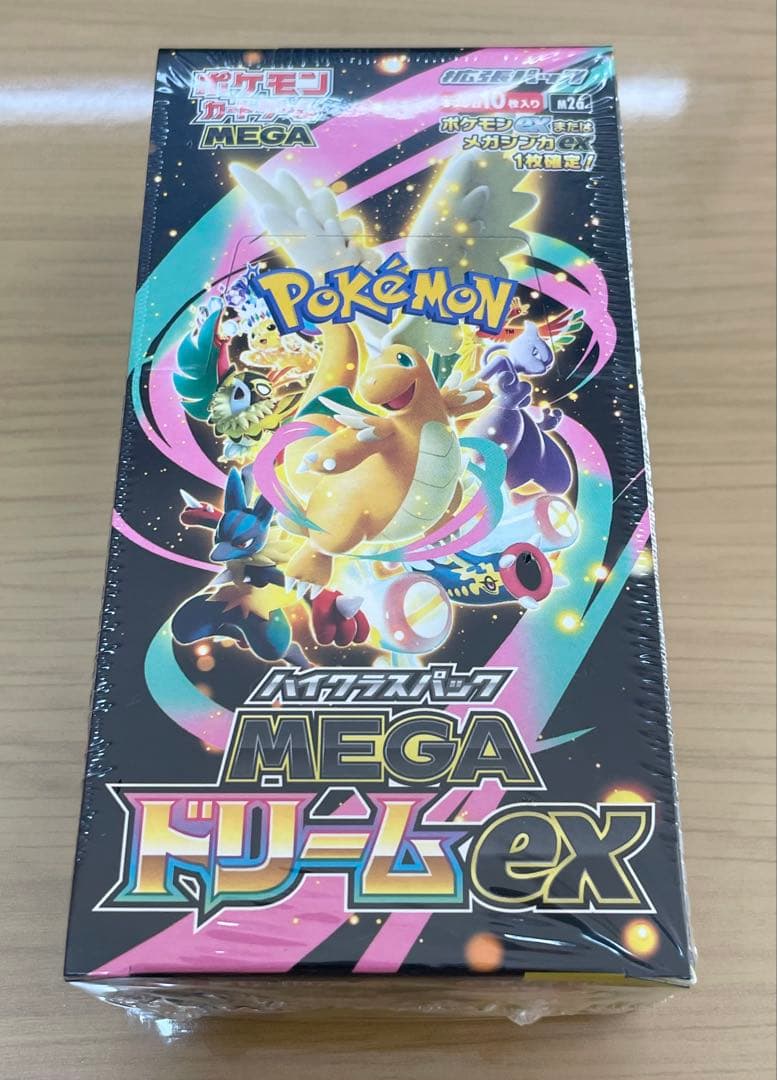 ポケモン
カードゲーム
MEGA
拡張パック
10枚入り
ポケモンexまたは
メガシンカex
1枚確定!
POKéMON
TM
ハイクラスパック
MEGA
ドリームex